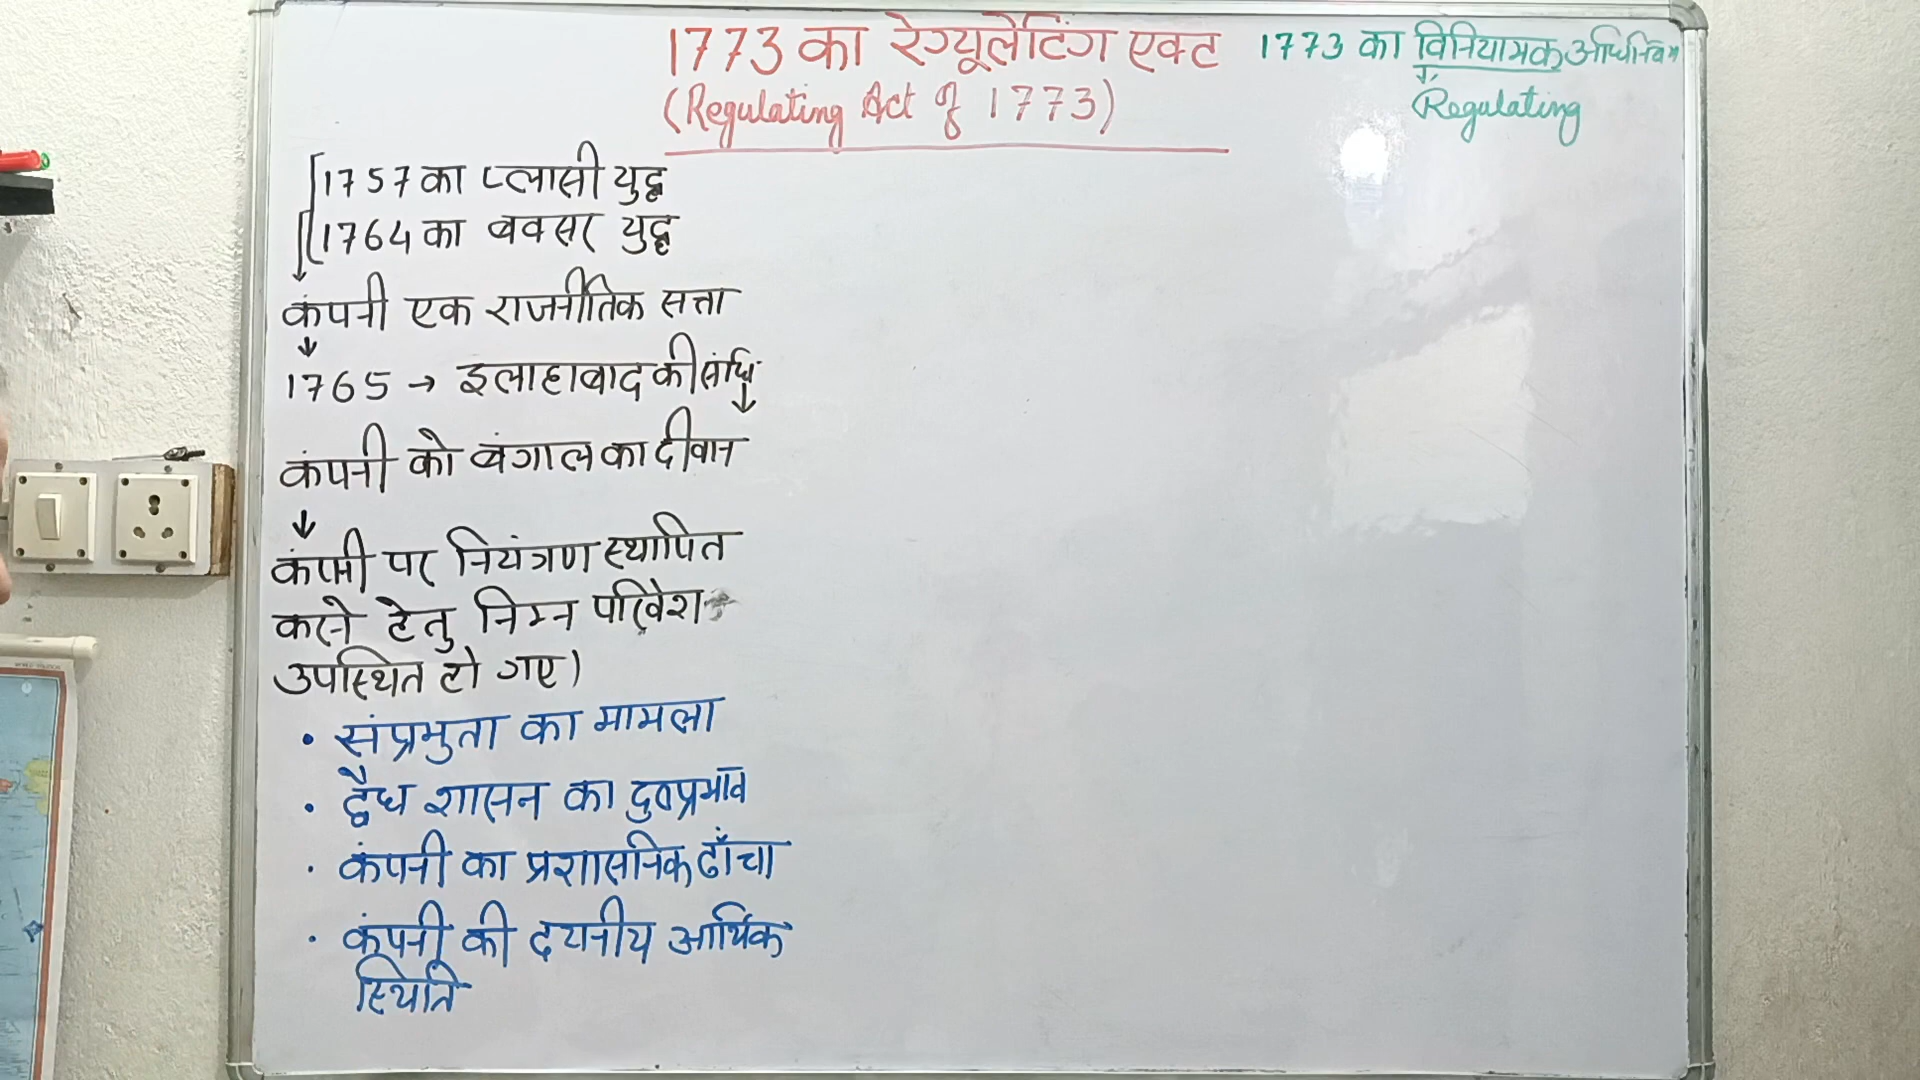 1773 का रेग्यूलेटिंग एक्ट
(Regulating Act of 1773)
1773 का विनियामक अधिनियम
Regulating
1757 का प्लासी युद्ध
1764 का बक्सर युद्ध
कंपनी एक राजनीतिक सत्ता
1765 → इलाहाबाद की संधि
कंपनी को बंगाल का दीवान
कंपनी पर नियंत्रण स्थापित
करने हेतु निम्न परिवेश
उपस्थित हो गए)
• संप्रभुता का मामला
• द्वैध शासन का दुष्प्रभाव
• कंपनी का प्रशासनिक ढाँचा
• कंपनी की दयनीय आर्थिक
स्थिति